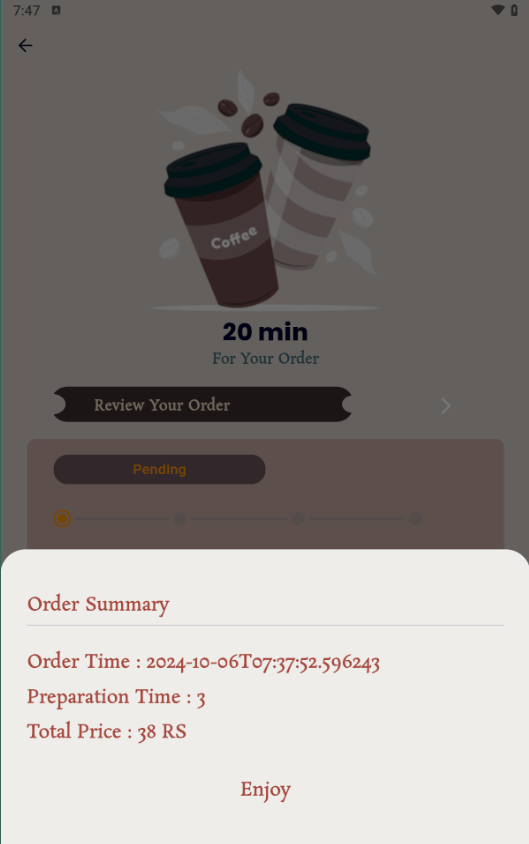 7:47
Coffee
20 min
For Your Order
Review Your Order
Pending
Order Summary
Order Time : 2024-10-06T07:37:52.596243
Preparation Time : 3
Total Price : 38 RS
Enjoy